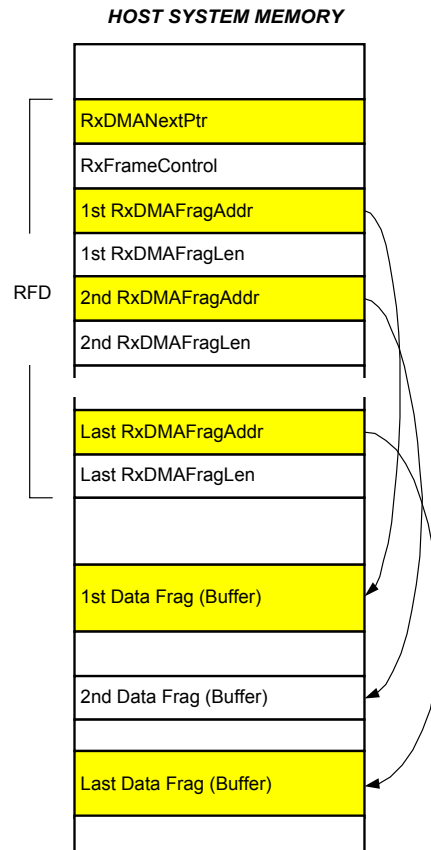 HOST SYSTEM MEMORY
RxDMANextPtr
RxFrameControl
1st RxDMAFragAddr
1st RxDMAFragLen
RFD
2nd RxDMAFragAddr
2nd RxDMAFragLen
Last RxDMAFragAddr
Last RxDMAFragLen
1st Data Frag (Buffer)
2nd Data Frag (Buffer)
Last Data Frag (Buffer)